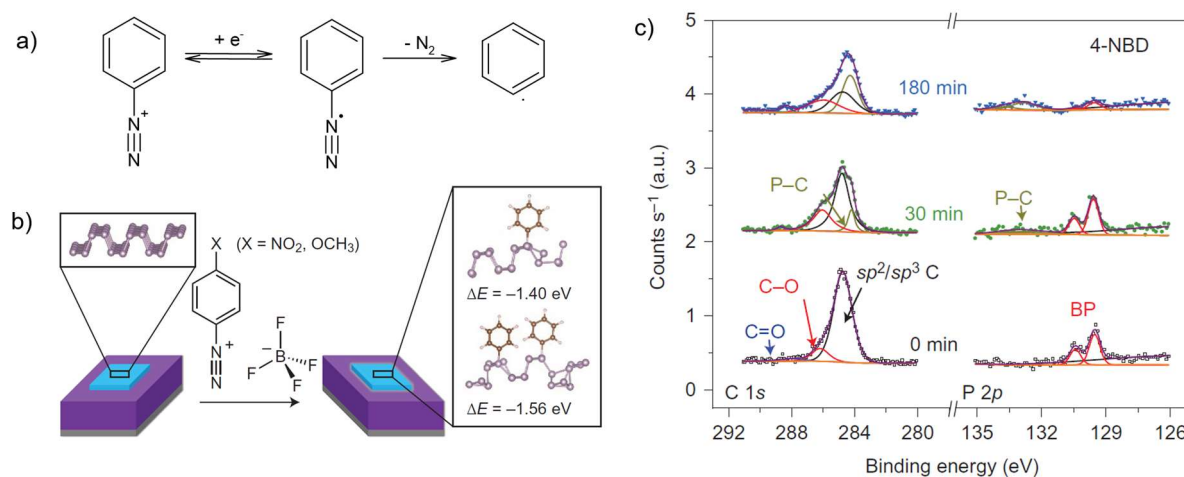 a)
+ e-
- N2
N+
N
N•
N
•
b)
X (X = NO2, OCH3)
N+
N
F
F
B−
F
F
ΔE = –1.40 eV
ΔE = –1.56 eV
c)
4-NBD
180 min
P–C
P–C
30 min
sp2/sp3 C
C–O
C=O
BP
0 min
C 1s
P 2p
Counts s−1 (a.u.)
5
4
3
2
1
0
292 288 284 280 135 132 129 126
Binding energy (eV)